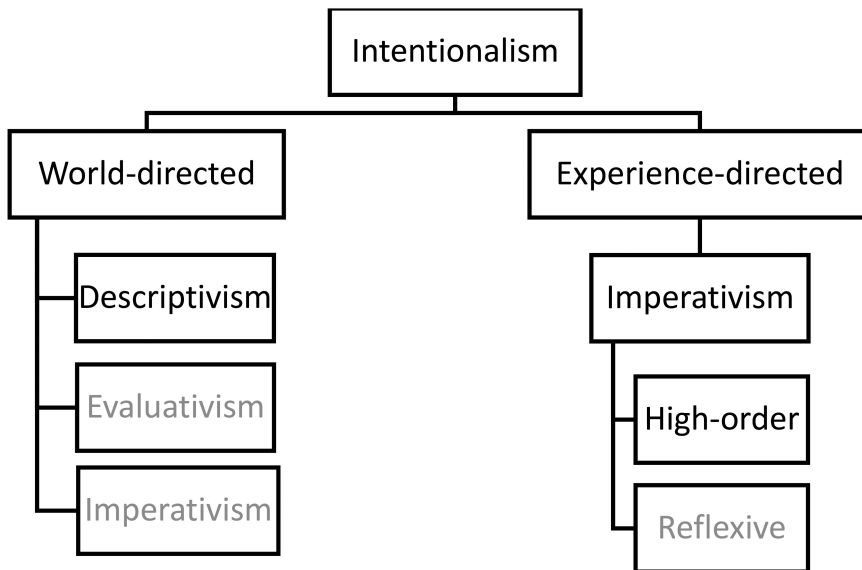 Intentionalism
World-directed
Experience-directed
Descriptivism
Evaluativism
Imperativism
Imperativism
High-order
Reflexive